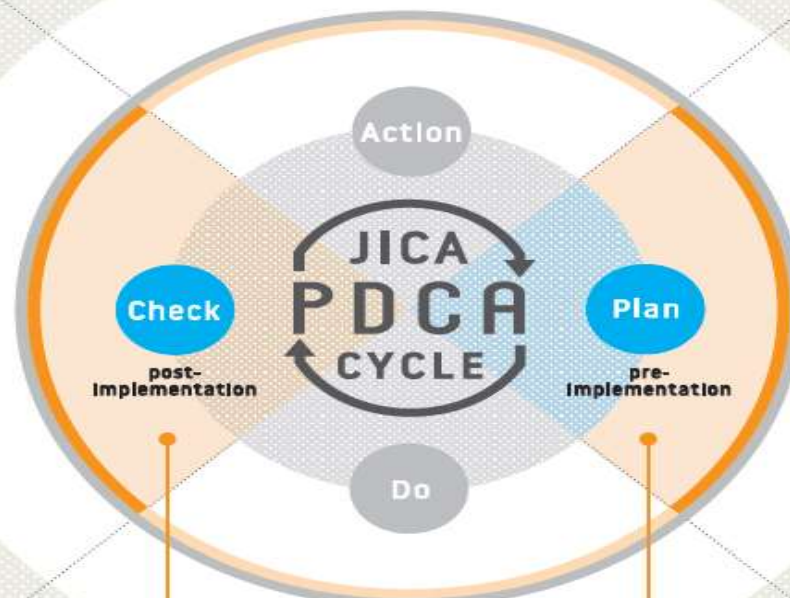 Action
JICA
PDCA
CYCLE
Check
post-
implementation
Plan
pre-
implementation
Do